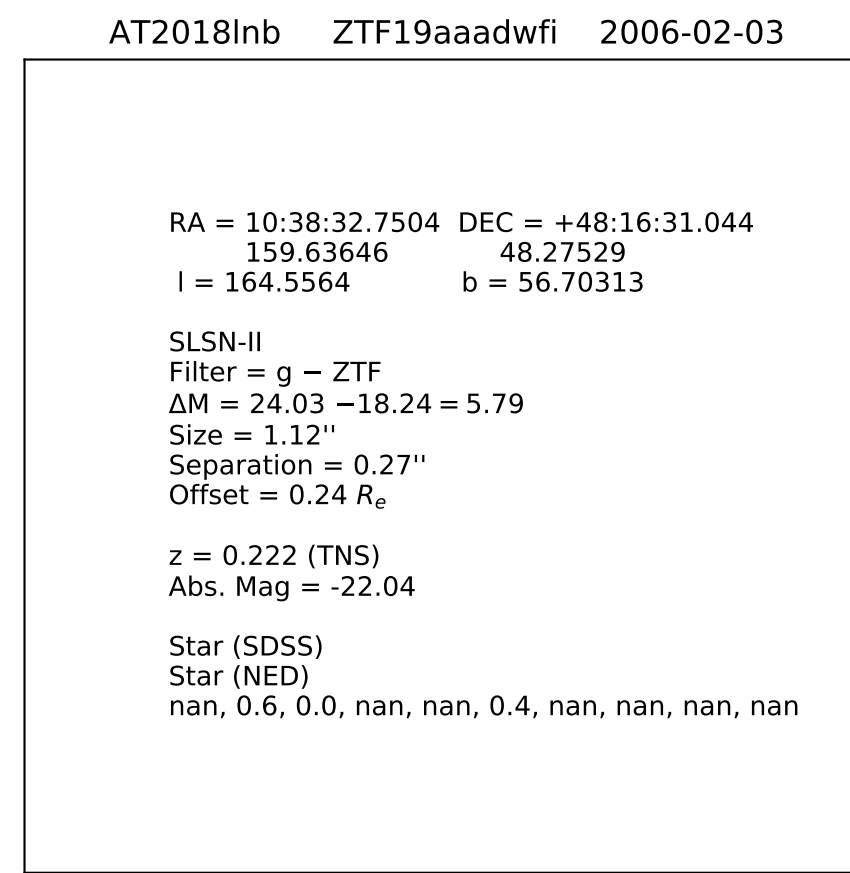 AT2018lnb ZTF19aaadwfi 2006-02-03
RA = 10:38:32.7504 DEC = +48:16:31.044
159.63646 48.27529
l = 164.5564 b = 56.70313
SLSN-II
Filter = g − ZTF
ΔM = 24.03 −18.24 = 5.79
Size = 1.12''
Separation = 0.27''
Offset = 0.24 Rₑ
z = 0.222 (TNS)
Abs. Mag = -22.04
Star (SDSS)
Star (NED)
nan, 0.6, 0.0, nan, nan, 0.4, nan, nan, nan, nan